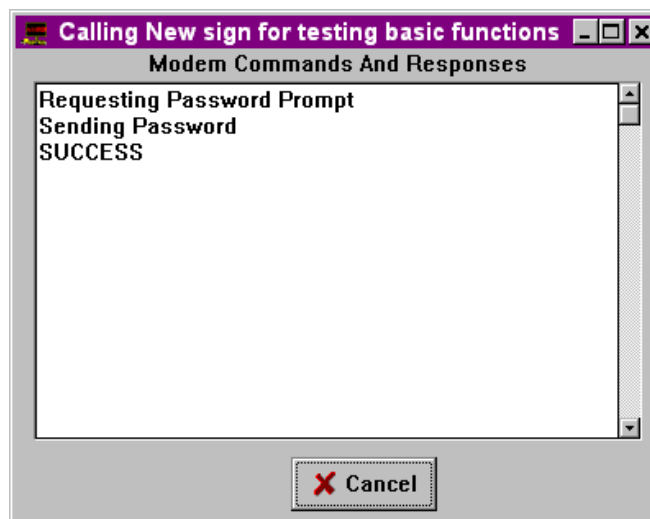 Calling New sign for testing basic functions
Modem Commands And Responses
Requesting Password Prompt
Sending Password
SUCCESS
Cancel